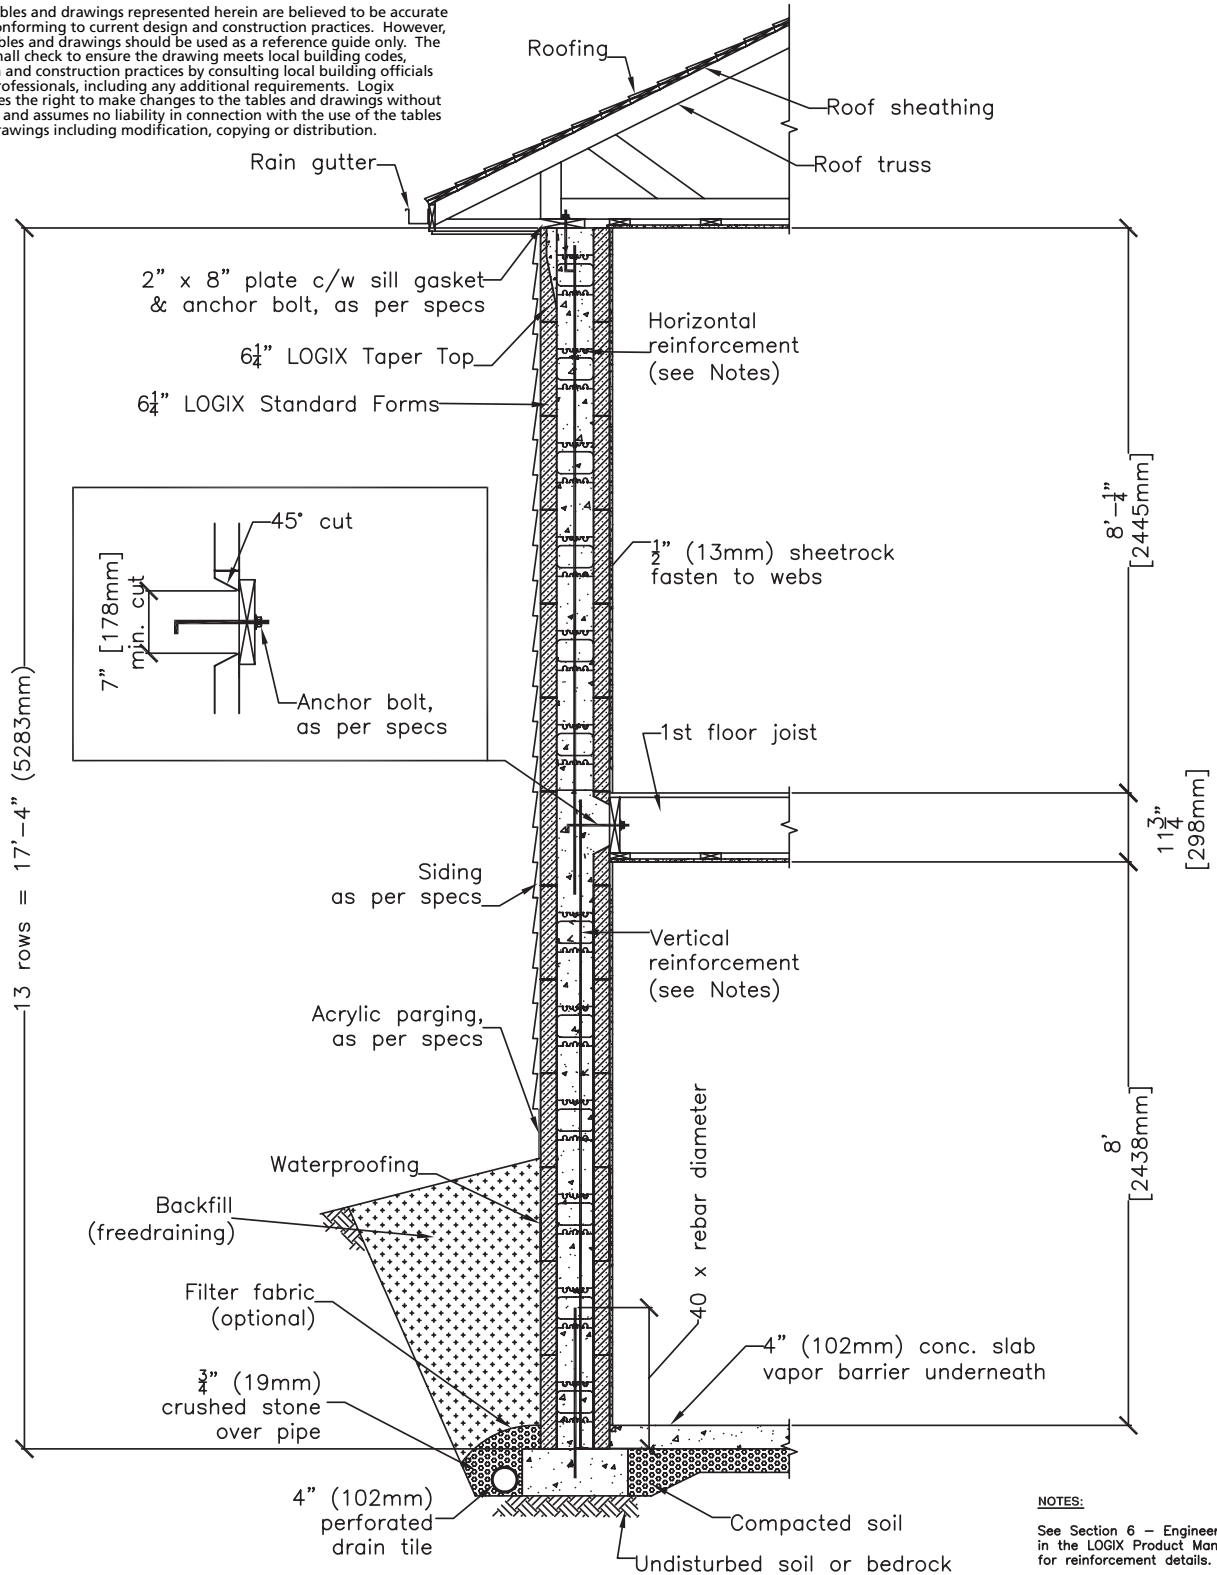 bles and drawings represented herein are believed to be accurate
onforming to current design and construction practices. However,
bles and drawings should be used as a reference guide only. The
all check to ensure the drawing meets local building codes,
and construction practices by consulting local building officials
rofessionals, including any additional requirements. Logix
es the right to make changes to the tables and drawings without
and assumes no liability in connection with the use of the tables
rawings including modification, copying or distribution.
Roofing
Roof sheathing
Rain gutter
Roof truss
2” x 8” plate c/w sill gasket
& anchor bolt, as per specs
6¼” LOGIX Taper Top
6¼” LOGIX Standard Forms
Horizontal
reinforcement
(see Notes)
8'-¼”
[2445mm]
45° cut
7” [178mm]
min. cut
Anchor bolt,
as per specs
½” (13mm) sheetrock
fasten to webs
13 rows = 17'-4” (5283mm)
1st floor joist
11¾”
[298mm]
Siding
as per specs
Vertical
reinforcement
(see Notes)
Acrylic parging,
as per specs
8'
[2438mm]
40 x rebar diameter
Waterproofing
Backfill
(freedraining)
Filter fabric
(optional)
¾” (19mm)
crushed stone
over pipe
4” (102mm) conc. slab
vapor barrier underneath
4” (102mm)
perforated
drain tile
Compacted soil
Undisturbed soil or bedrock
NOTES:
See Section 6 – Engineer
in the LOGIX Product Man
for reinforcement details.